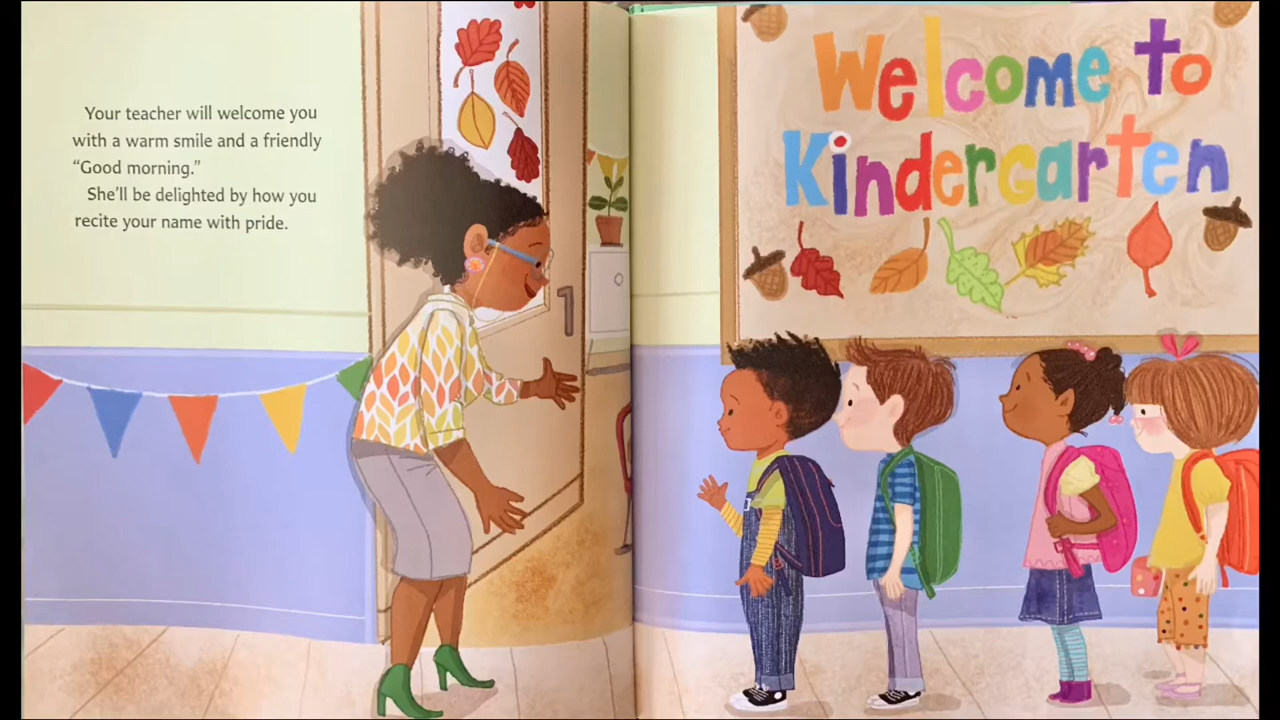 Your teacher will welcome you
with a warm smile and a friendly
“Good morning.”
She’ll be delighted by how you
recite your name with pride.
Welcome to
Kindergarten